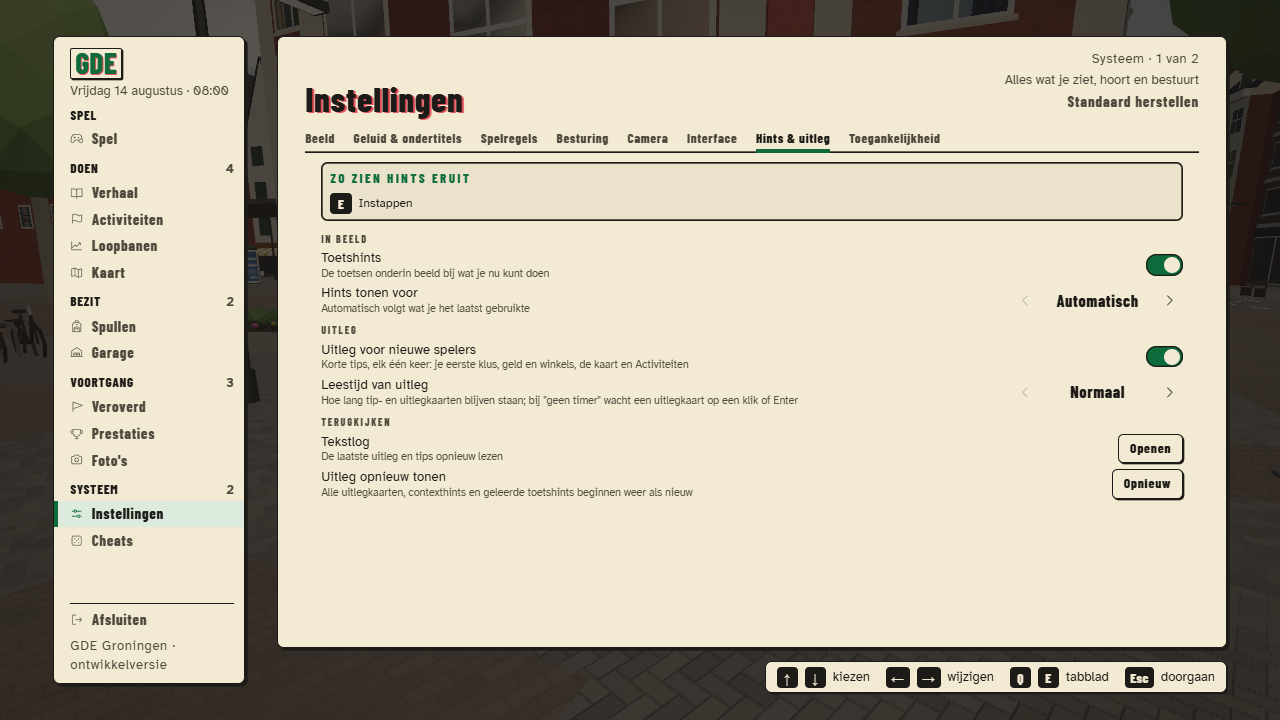 GDE
Vrijdag 14 augustus · 08:00
SPEL
Spel
DOEN 4
Verhaal
Activiteiten
Loopbanen
Kaart
BEZIT 2
Spullen
Garage
VOORTGANG 3
Veroverd
Prestaties
Foto's
SYSTEEM 2
Instellingen
Cheats
Afsluiten
GDE Groningen ·
ontwikkelversie
Systeem · 1 van 2
Alles wat je ziet, hoort en bestuurt
Standaard herstellen
Instellingen
Beeld Geluid & ondertitels Spelregels Besturing Camera Interface Hints & uitleg Toegankelijkheid
ZO ZIEN HINTS ERUIT
E Instappen
IN BEELD
Toetshints
De toetsen onderin beeld bij wat je nu kunt doen
Hints tonen voor
Automatisch volgt wat je het laatst gebruikte
Automatisch
UITLEG
Uitleg voor nieuwe spelers
Korte tips, elk één keer: je eerste klus, geld en winkels, de kaart en Activiteiten
Leestijd van uitleg
Hoe lang tip- en uitlegkaarten blijven staan; bij "geen timer" wacht een uitlegkaart op een klik of Enter
Normaal
TERUGKIJKEN
Tekstlog
De laatste uitleg en tips opnieuw lezen
Openen
Uitleg opnieuw tonen
Alle uitlegkaarten, contexthints en geleerde toetshints beginnen weer als nieuw
Opnieuw
↑ ↓ kiezen ← → wijzigen Q E tabblad Esc doorgaan